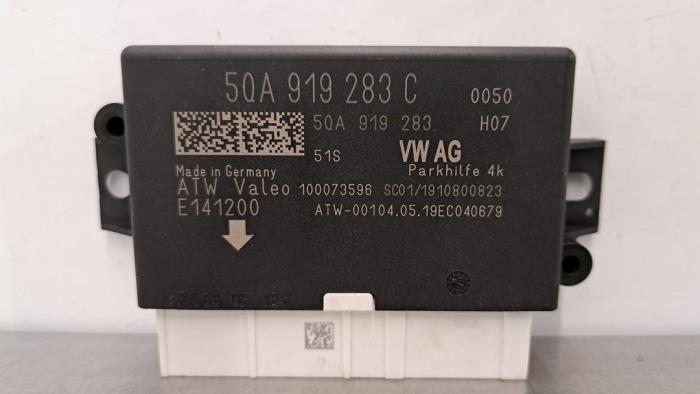 5QA 919 283 C 0050
5QA 919 283 H07
51S VW AG
Made in Germany Parkhilfe 4k
ATW Valeo 100073596 SC01/1910800823
E141200 ATW-00104.05.19EC040679